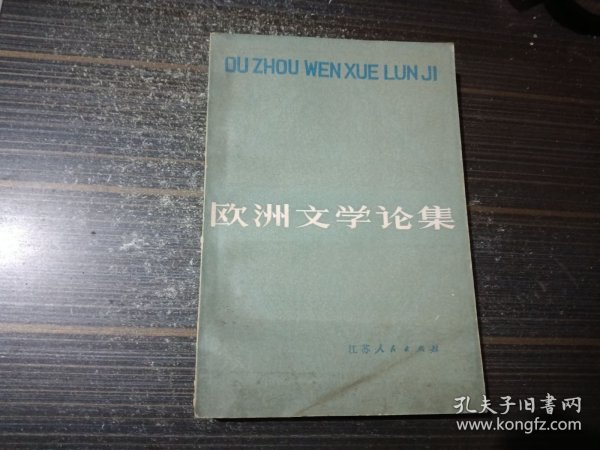 OU ZHOU WEN XUE LUN JI
欧洲文学论集
江苏人民出版社
孔夫子旧书网
www.kongfz.com